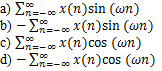 a) ∑_{n=-∞}^{∞} x(n)sin (ωn)
b) − ∑_{n=-∞}^{∞} x(n)sin (ωn)
c) ∑_{n=-∞}^{∞} x(n)cos (ωn)
d) − ∑_{n=-∞}^{∞} x(n)cos (ωn)